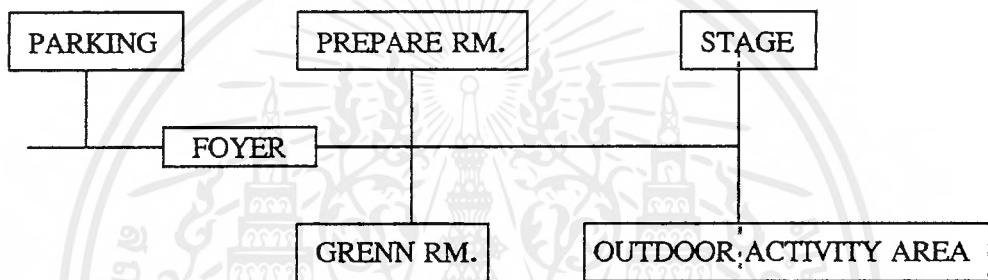 PARKING
PREPARE RM.
STAGE
FOYER
GRENN RM.
OUTDOOR ACTIVITY AREA